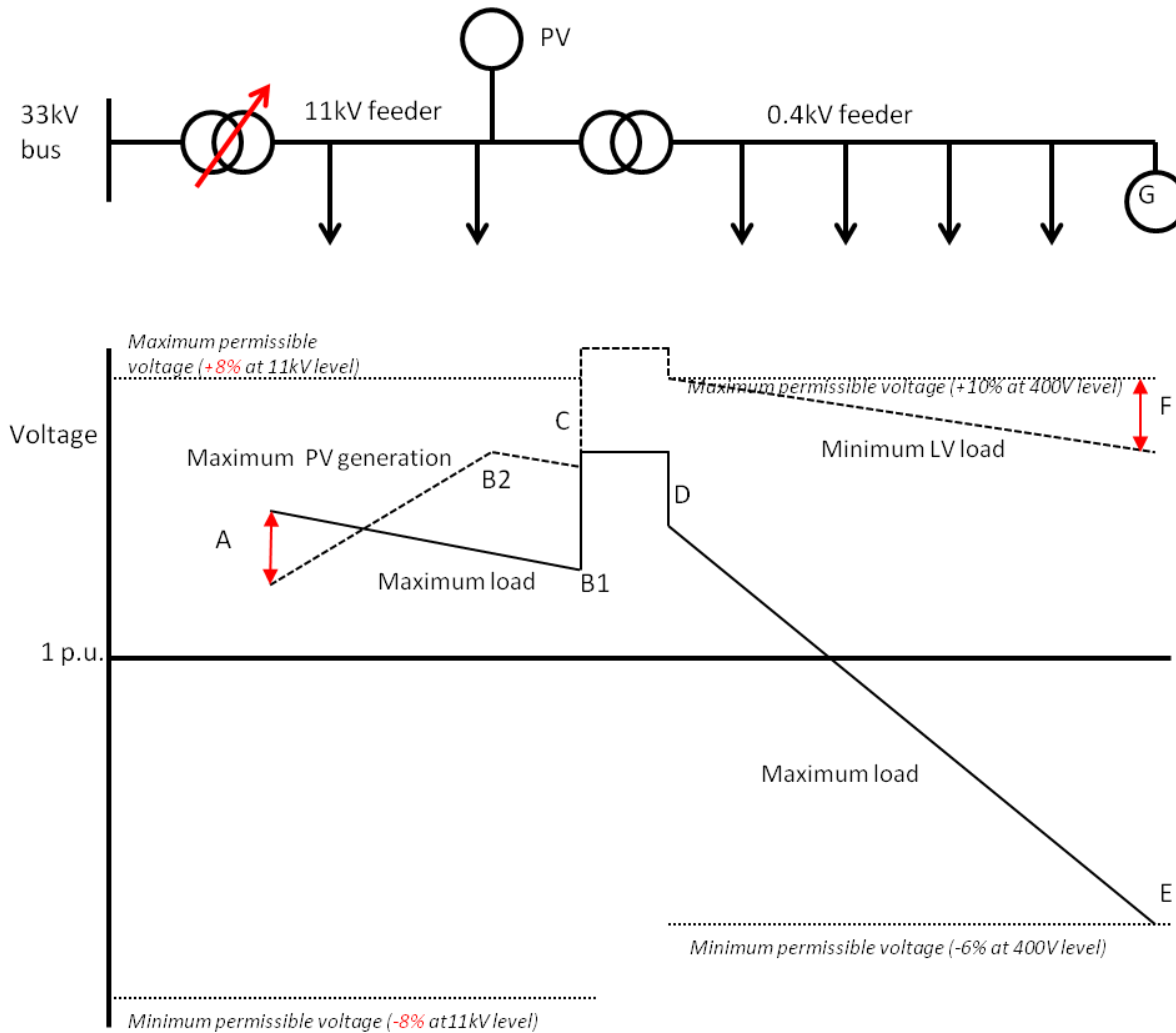 PV
33kV
bus
11kV feeder
0.4kV feeder
G
Maximum permissible
voltage (+8% at 11kV level)
Maximum permissible voltage (+10% at 400V level)
F
Voltage
C
Maximum PV generation
Minimum LV load
B2
D
A
Maximum load
B1
1 p.u.
Maximum load
E
Minimum permissible voltage (-6% at 400V level)
Minimum permissible voltage (-8% at11kV level)